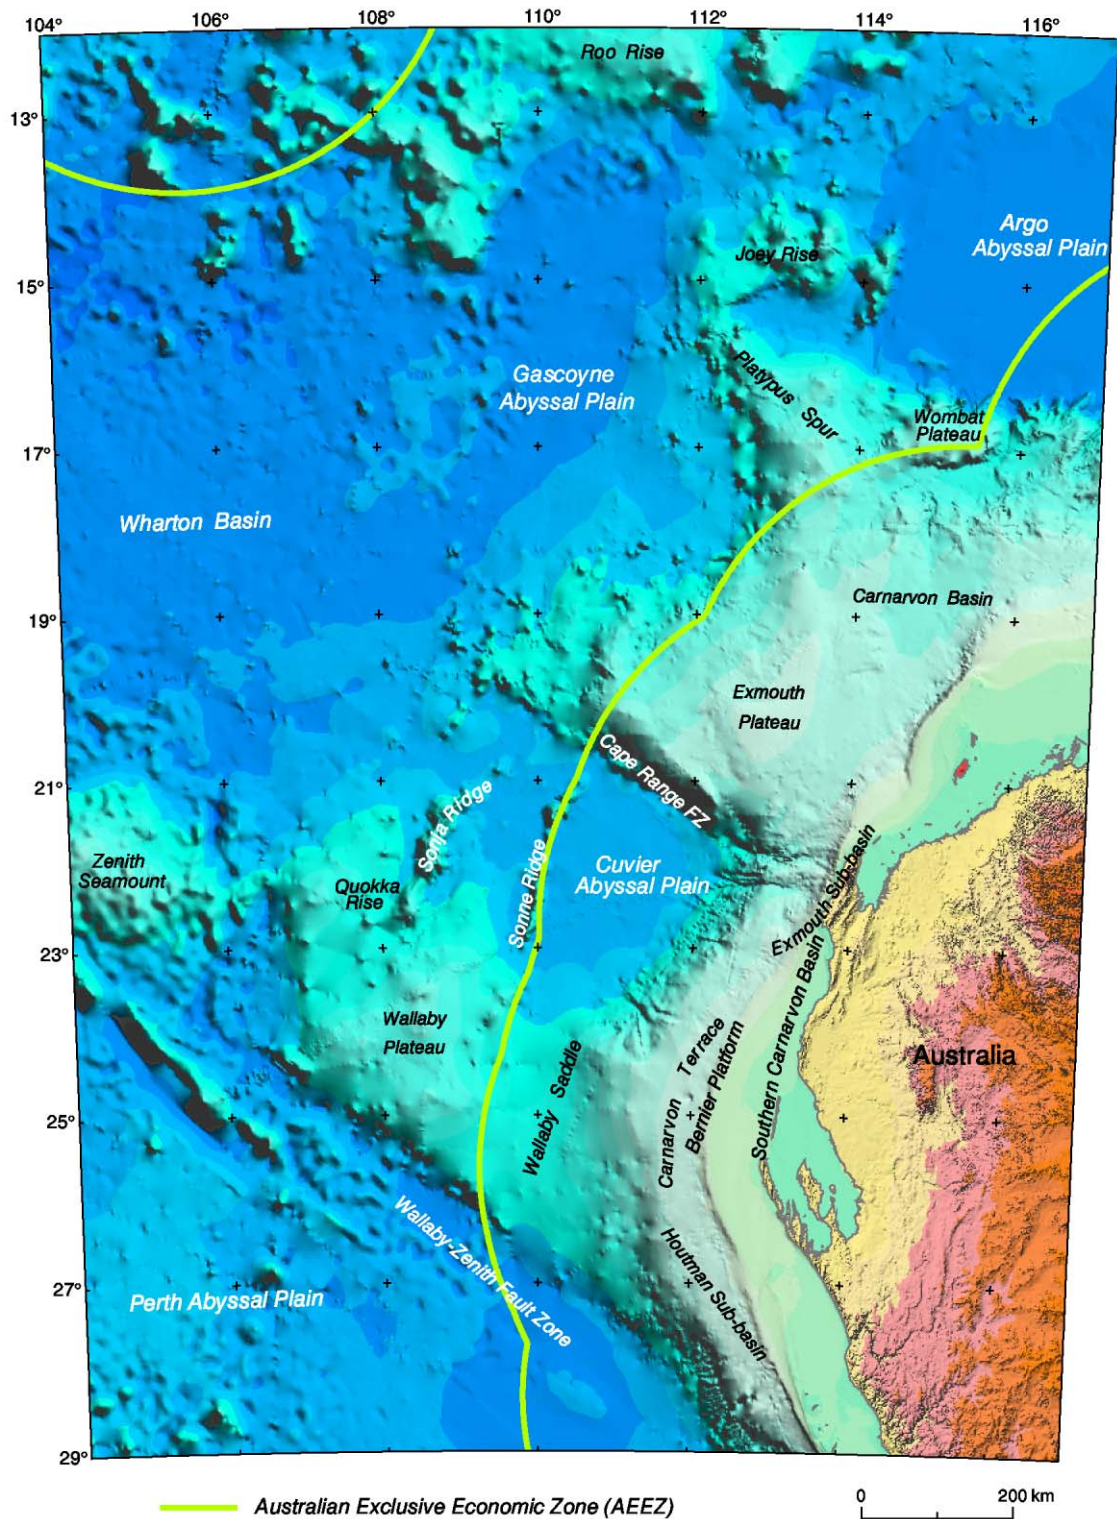 104°
106°
108°
110°
112°
114°
116°
Roo Rise
13°
Argo
Abyssal Plain
Joey Rise
15°
Platypus Spur
Gascoyne
Abyssal Plain
Wombat
Plateau
17°
Wharton Basin
Carnarvon Basin
19°
Exmouth
Plateau
Cape Range FZ
21°
Sonja Ridge
Zenith
Seamount
Quokka
Rise
Sonne Ridge
Cuvier
Abyssal Plain
Exmouth Sub-basin
23°
Wallaby
Plateau
Wallaby Saddle
Carnarvon Terrace
Bernier Platform
Southern Carnarvon Basin
Australia
25°
Wallaby-Zenith Fault Zone
27°
Perth Abyssal Plain
Houtman Sub-basin
29°
Australian Exclusive Economic Zone (AEEZ)
0
200 km